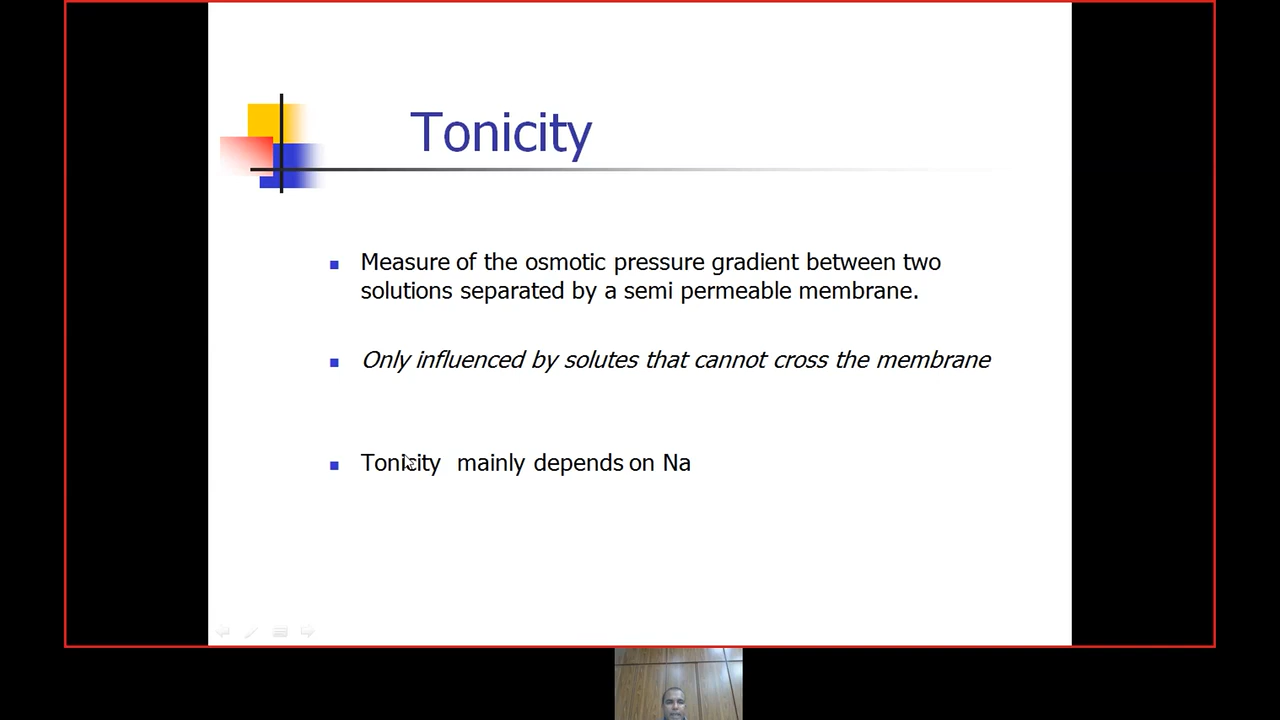 Tonicity
Measure of the osmotic pressure gradient between two
solutions separated by a semi permeable membrane.
Only influenced by solutes that cannot cross the membrane
Tonicity mainly depends on Na